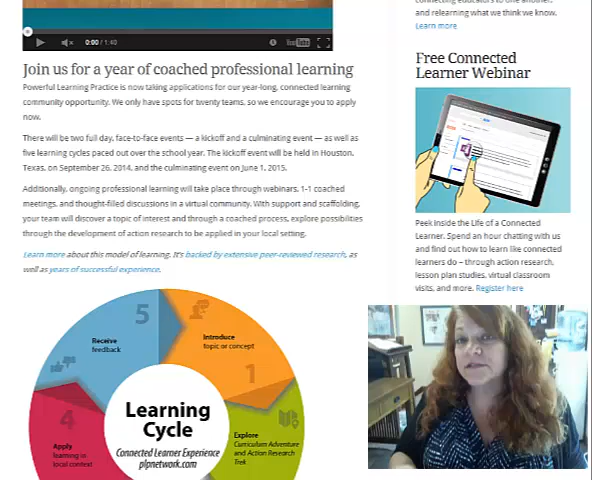 connecting educators to one another,
and relearning what we think we know.
Learn more
0:00 / 1:40
YouTube
Join us for a year of coached professional learning
Powerful Learning Practice is now taking applications for our year-long, connected learning
community opportunity. We only have spots for twenty teams, so we encourage you to apply
now.
There will be two full day, face-to-face events — a kickoff and a culminating event — as well as
five learning cycles paced out over the school year. The kickoff event will be held in Houston,
Texas, on September 26, 2014, and the culminating event on June 1, 2015.
Additionally, ongoing professional learning will take place through webinars, 1-1 coached
meetings, and thought-filled discussions in a virtual community. With support and scaffolding,
your team will discover a topic of interest and through a coached process, explore possibilities
through the development of action research to be applied in your local setting.
Learn more about this model of learning. It's backed by extensive peer-reviewed research, as
well as years of successful experience.
Free Connected
Learner Webinar
Peek Inside the Life of a Connected
Learner. Spend an hour chatting with us
and find out how to learn like connected
learners do – through action research,
lesson plan studies, virtual classroom
visits, and more. Register here
5
Receive
feedback
Introduce
topic or concept
1
Learning
Cycle
Connected Learner Experience
plpnetwork.com
4
Apply
learning in
local context
Explore
Curriculum Adventure
and Action Research
Trek